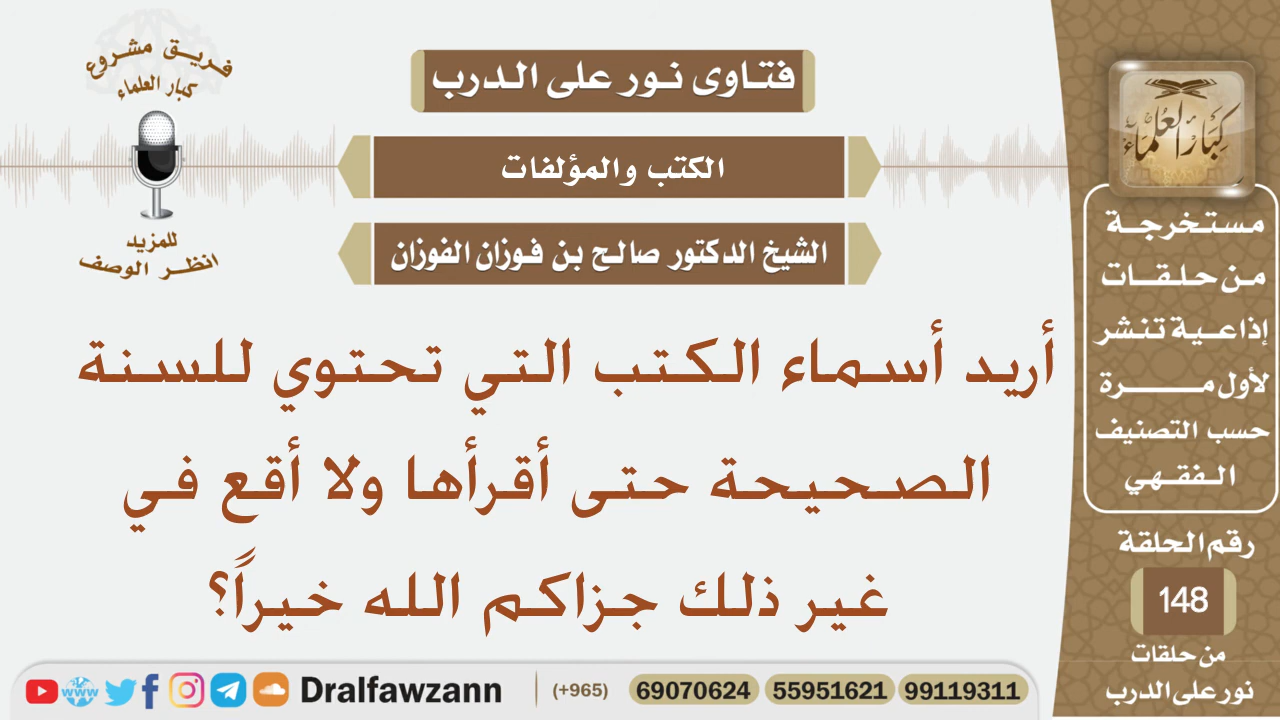 فريق مشروع
كبار العلماء
للمزيد
انظر الوصف
فتاوى نور على الدرب
الكتب والمؤلفات
الشيخ الدكتور صالح بن فوزان الفوزان
أريد أسماء الكتب التي تحتوي للسنة
الصحيحة حتى أقرأها ولا أقع في
غير ذلك جزاكم الله خيراً؟
كبار العلماء
مستخرجة
من حلقات
إذاعية تنشر
لأول مرة
حسب التصنيف
الفقهي
رقم الحلقة
148
من حلقات
نور على الدرب
www Dralfawzann (+965) 69070624 55951621 99119311